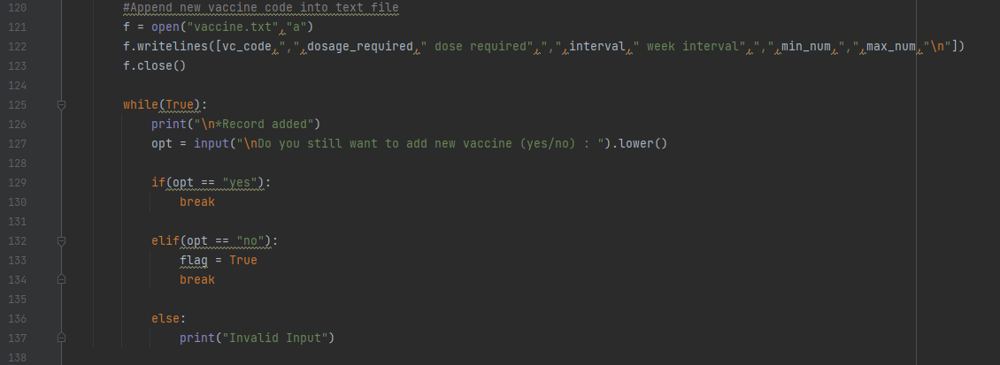 120 #Append new vaccine code into text file
121 f = open("vaccine.txt","a")
122 f.writelines([vc_code,",",dosage_required," dose required",",",interval," week interval",",",min_num,",",max_num,"\n"])
123 f.close()
124
125 while(True):
126 print("\n*Record added")
127 opt = input("\nDo you still want to add new vaccine (yes/no) : ").lower()
128
129 if(opt == "yes"):
130 break
131
132 elif(opt == "no"):
133 flag = True
134 break
135
136 else:
137 print("Invalid Input")
138